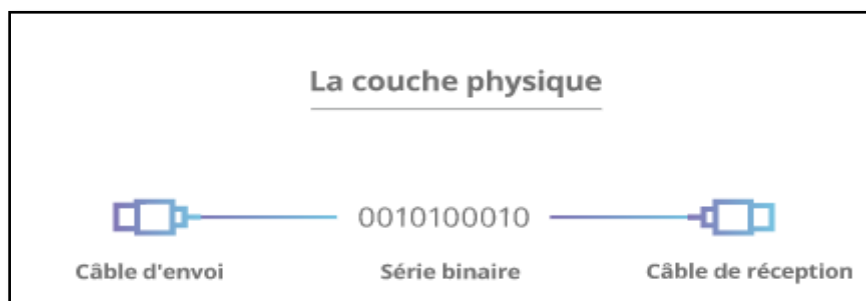 La couche physique
0010100010
Câble d'envoi Série binaire Câble de réception